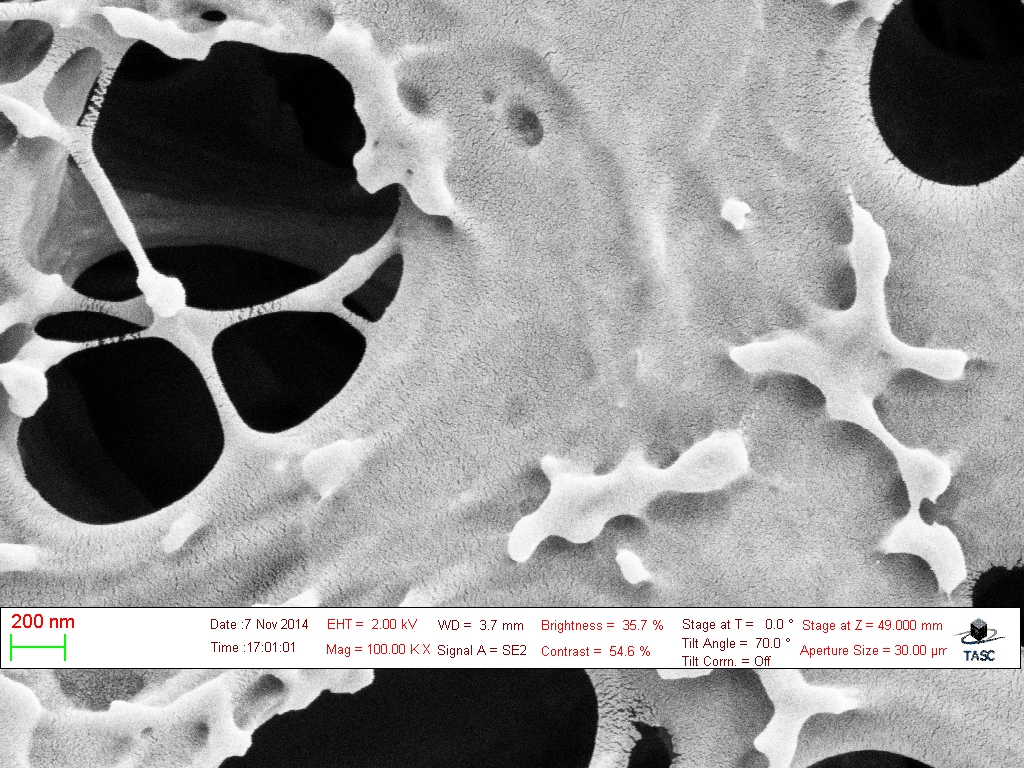 200 nm
Date :7 Nov 2014
Time :17:01:01
EHT = 2.00 kV
Mag = 100.00 K X
WD = 3.7 mm
Signal A = SE2
Brightness = 35.7 %
Contrast = 54.6 %
Stage at T = 0.0 °
Tilt Angle = 70.0 °
Tilt Corrn. = Off
Stage at Z = 49.000 mm
Aperture Size = 30.00 µm
TASC